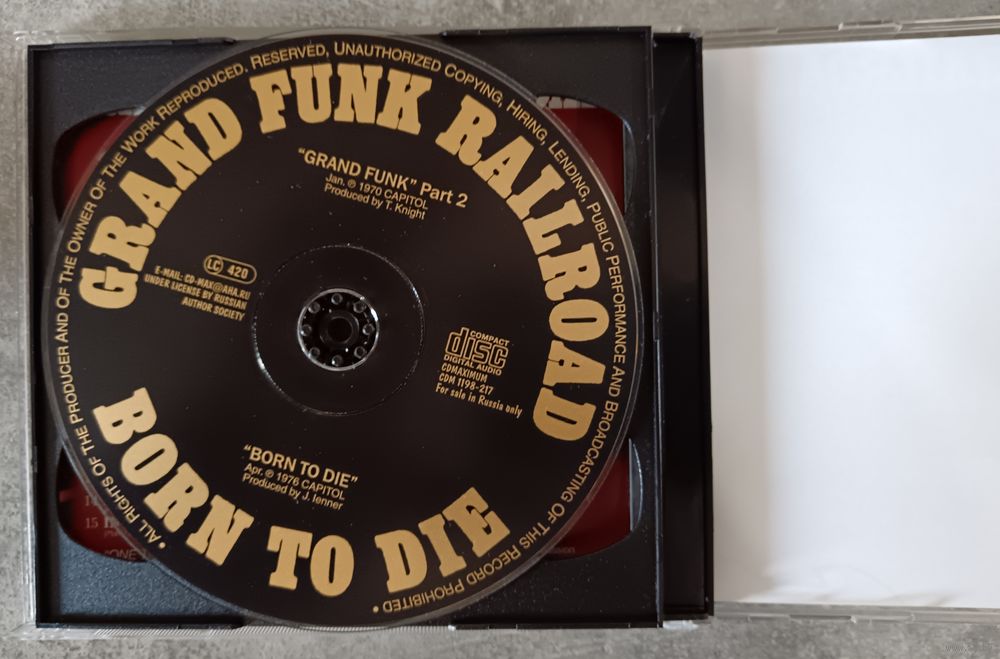 GRAND FUNK RAILROAD
"GRAND FUNK" Part 2
Jan. ℗ 1970 CAPITOL
Produced by T. Knight
LC 420
E-MAIL: CD-MAX@AHA.RU
UNDER LICENSE BY RUSSIAN
AUTHOR SOCIETY
COMPACT
disc
DIGITAL AUDIO
CDMAXIMUM
CDM 1198-217
For sale in Russia only
"BORN TO DIE"
Apr. ℗ 1976 CAPITOL
Produced by J. Ienner
BORN TO DIE
• ALL RIGHTS OF THE PRODUCER AND OF THE OWNER OF THE WORK REPRODUCED. RESERVED, UNAUTHORIZED COPYING, HIRING, LENDING, PUBLIC PERFORMANCE AND BROADCASTING OF THIS RECORD PROHIBITED •
15